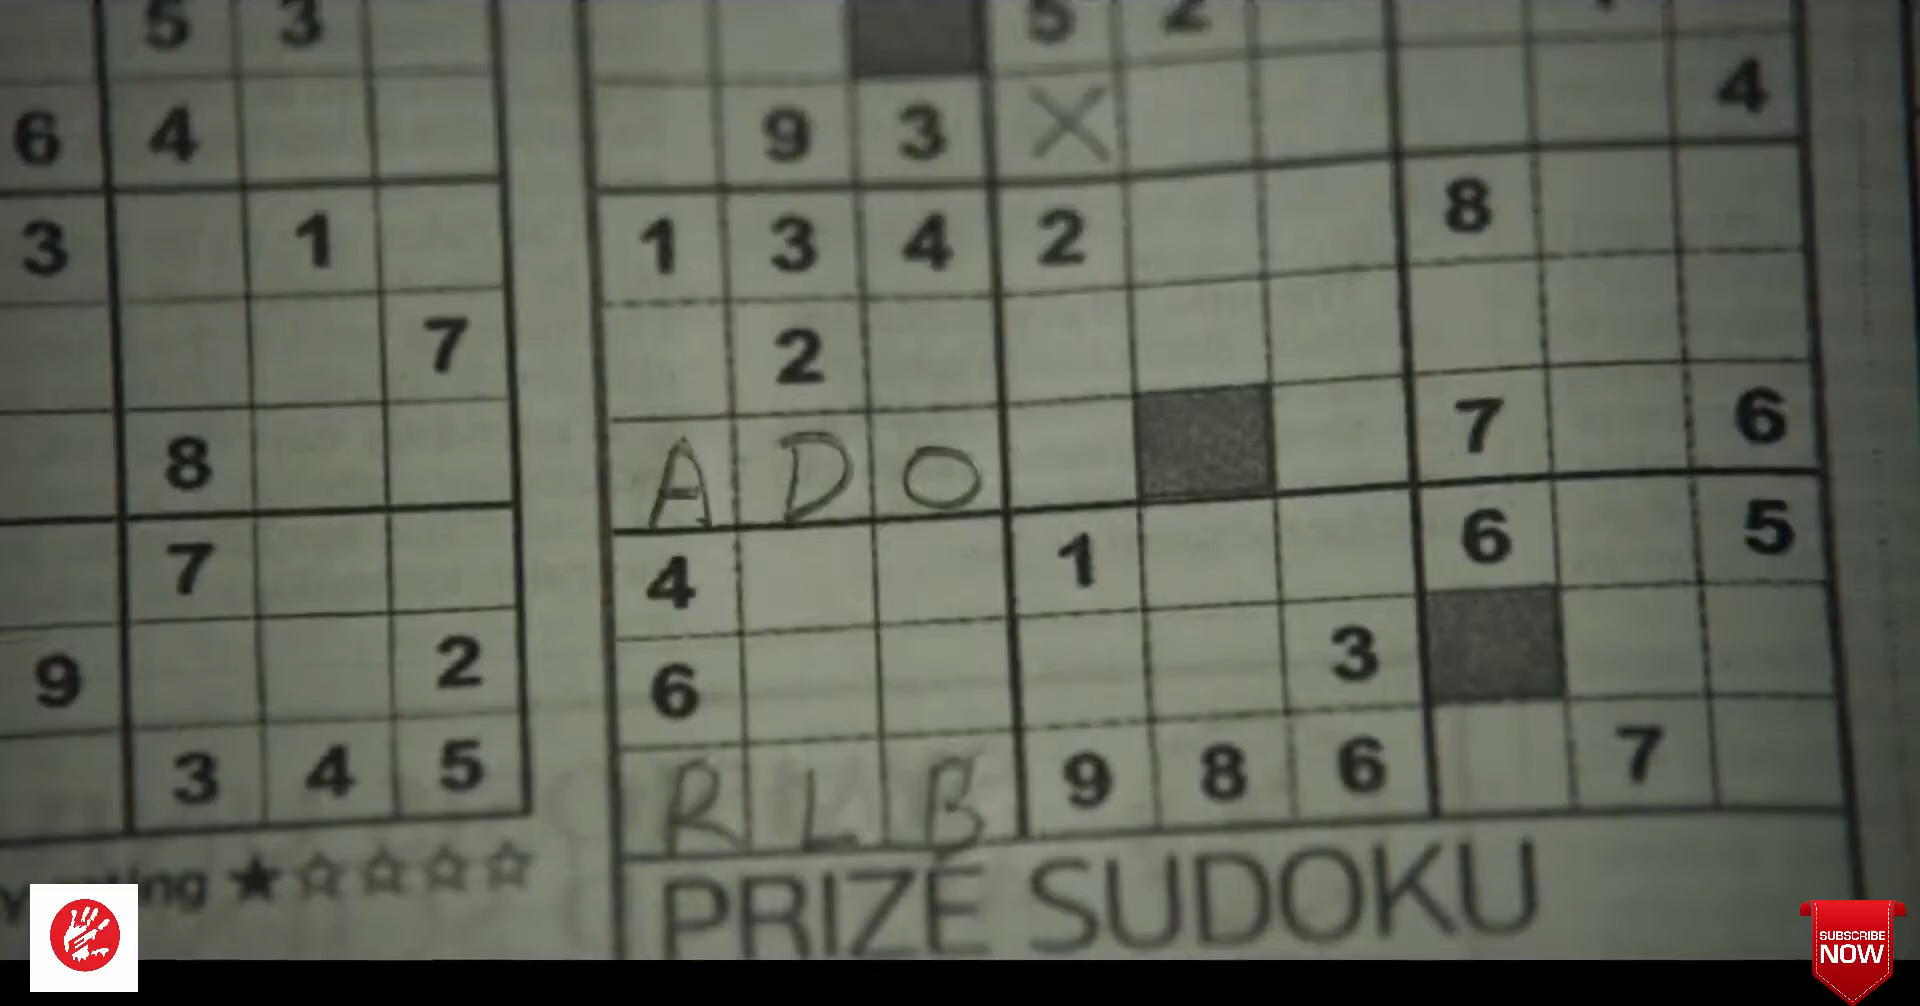 5 3
6 4
3 1
7
8
7
9 2
3 4 5
ng ★☆☆☆☆
5 2
9 3 X 4
1 3 4 2 8
2
A D O 7 6
4 1 6 5
6 3
R L B 9 8 6 7
PRIZE SUDOKU
SUBSCRIBE
NOW